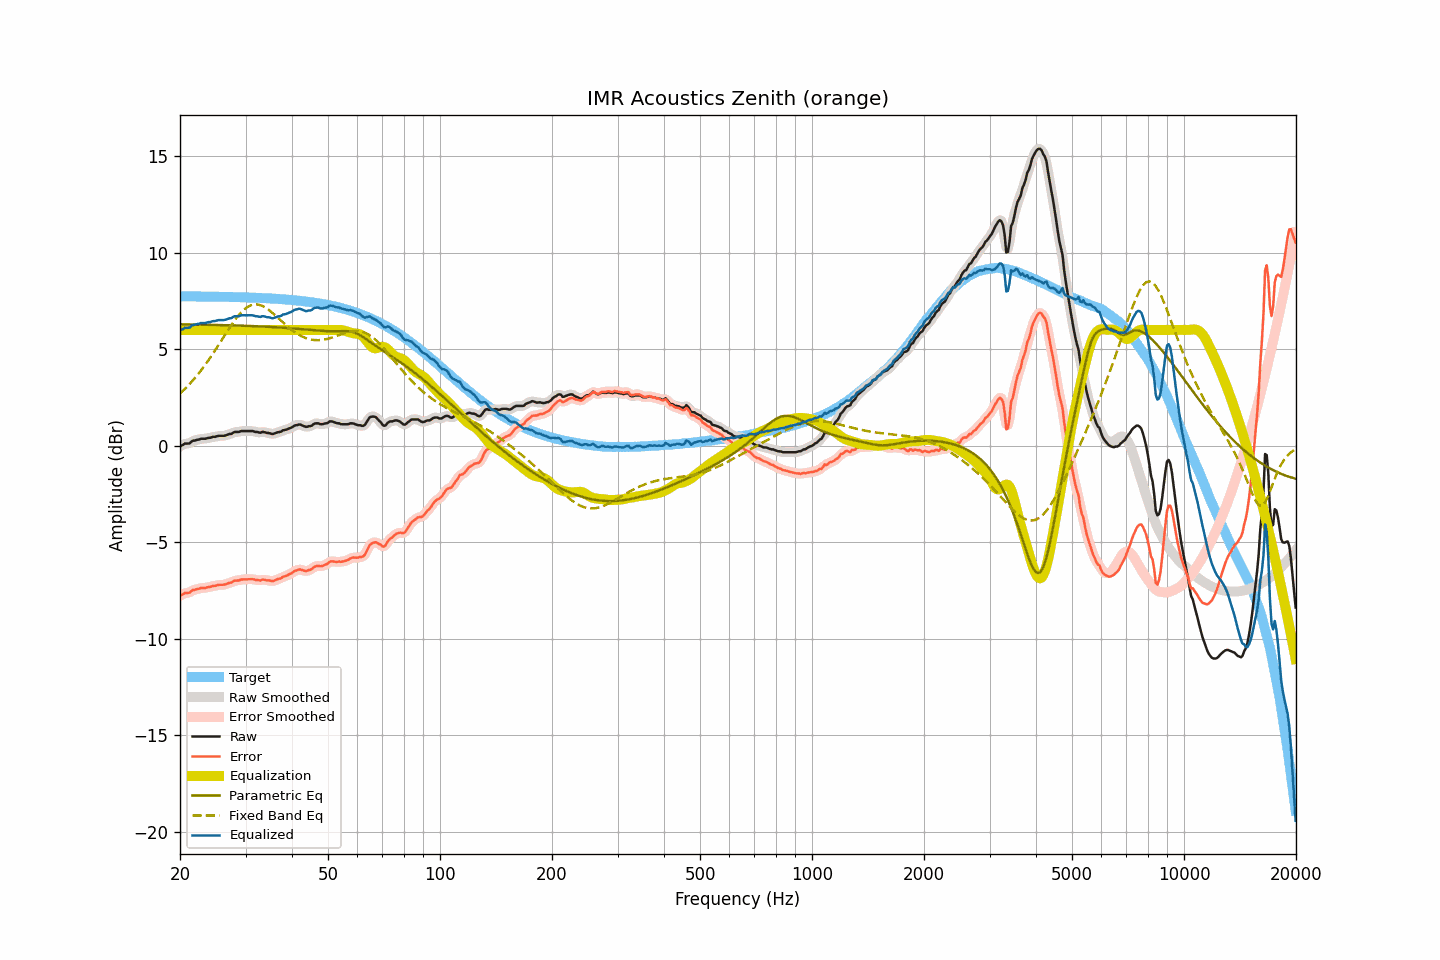 IMR Acoustics Zenith (orange)
Amplitude (dBr)
15
10
5
0
−5
−10
−15
−20
Target
Raw Smoothed
Error Smoothed
Raw
Error
Equalization
Parametric Eq
Fixed Band Eq
Equalized
20 50 100 200 500 1000 2000 5000 10000 20000
Frequency (Hz)